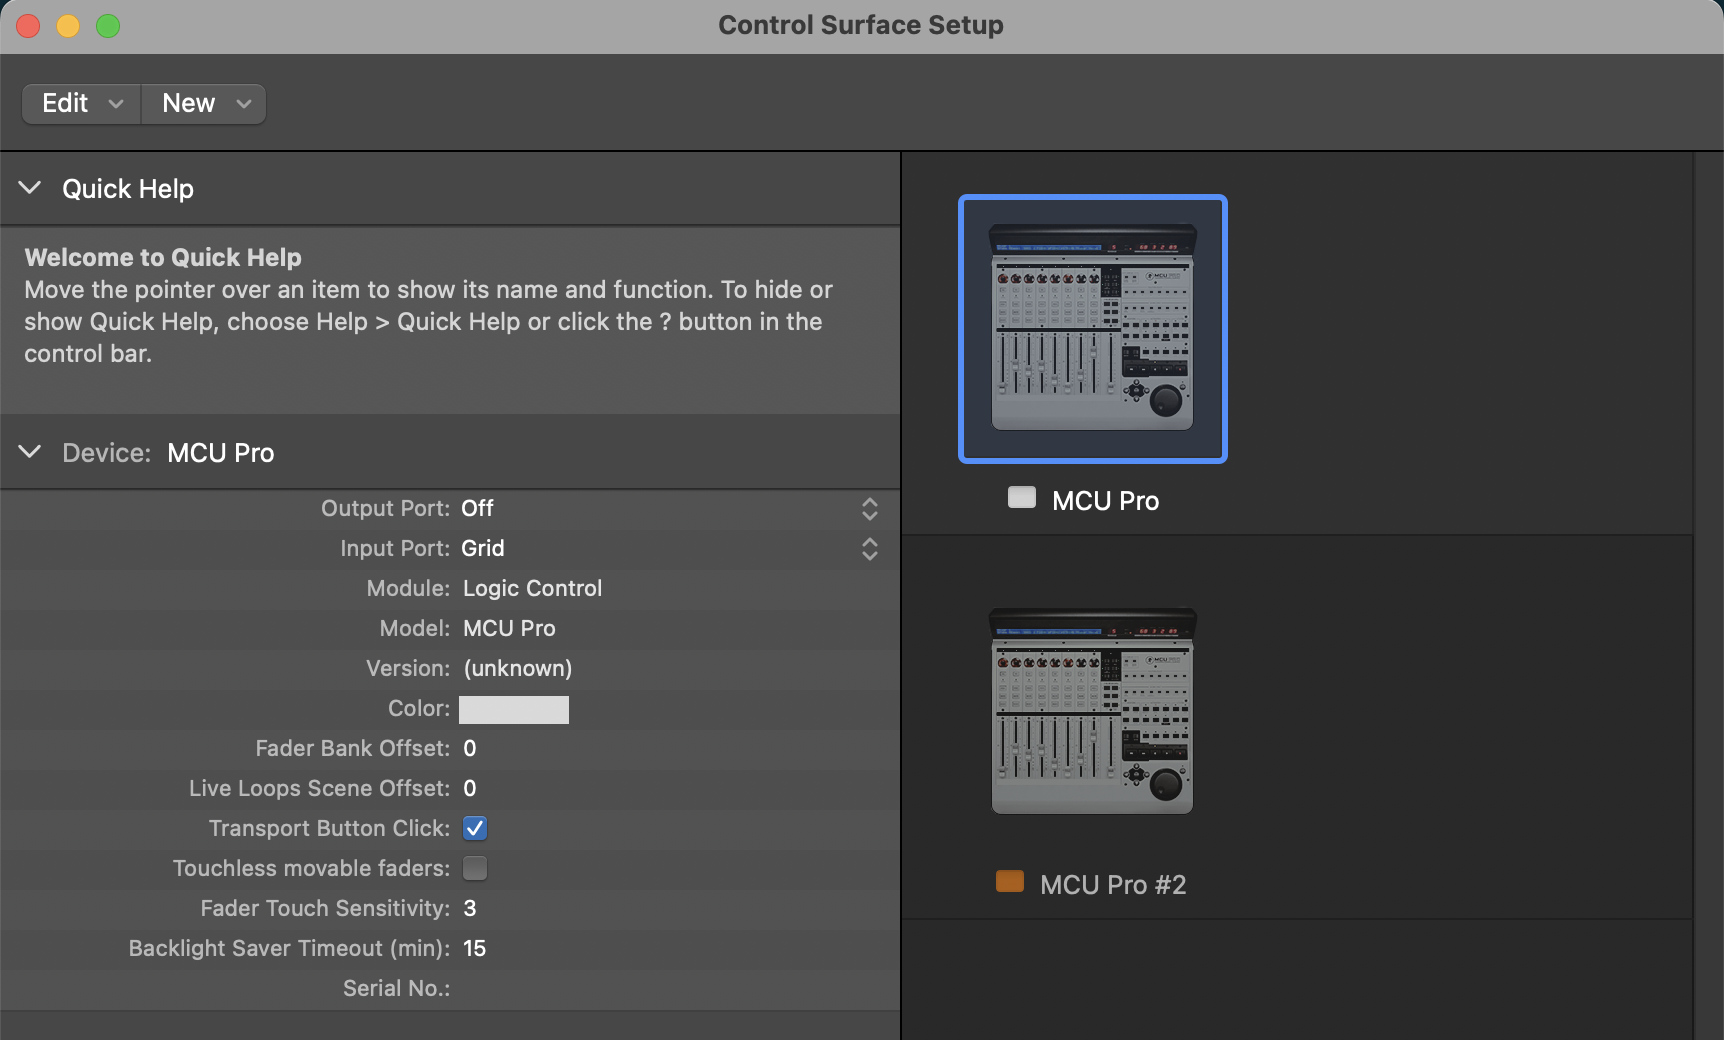 Control Surface Setup
Edit New
Quick Help
Welcome to Quick Help
Move the pointer over an item to show its name and function. To hide or
show Quick Help, choose Help > Quick Help or click the ? button in the
control bar.
Device: MCU Pro
Output Port: Off
Input Port: Grid
Module: Logic Control
Model: MCU Pro
Version: (unknown)
Color:
Fader Bank Offset: 0
Live Loops Scene Offset: 0
Transport Button Click:
Touchless movable faders:
Fader Touch Sensitivity: 3
Backlight Saver Timeout (min): 15
Serial No.:
MCU Pro
MCU Pro #2